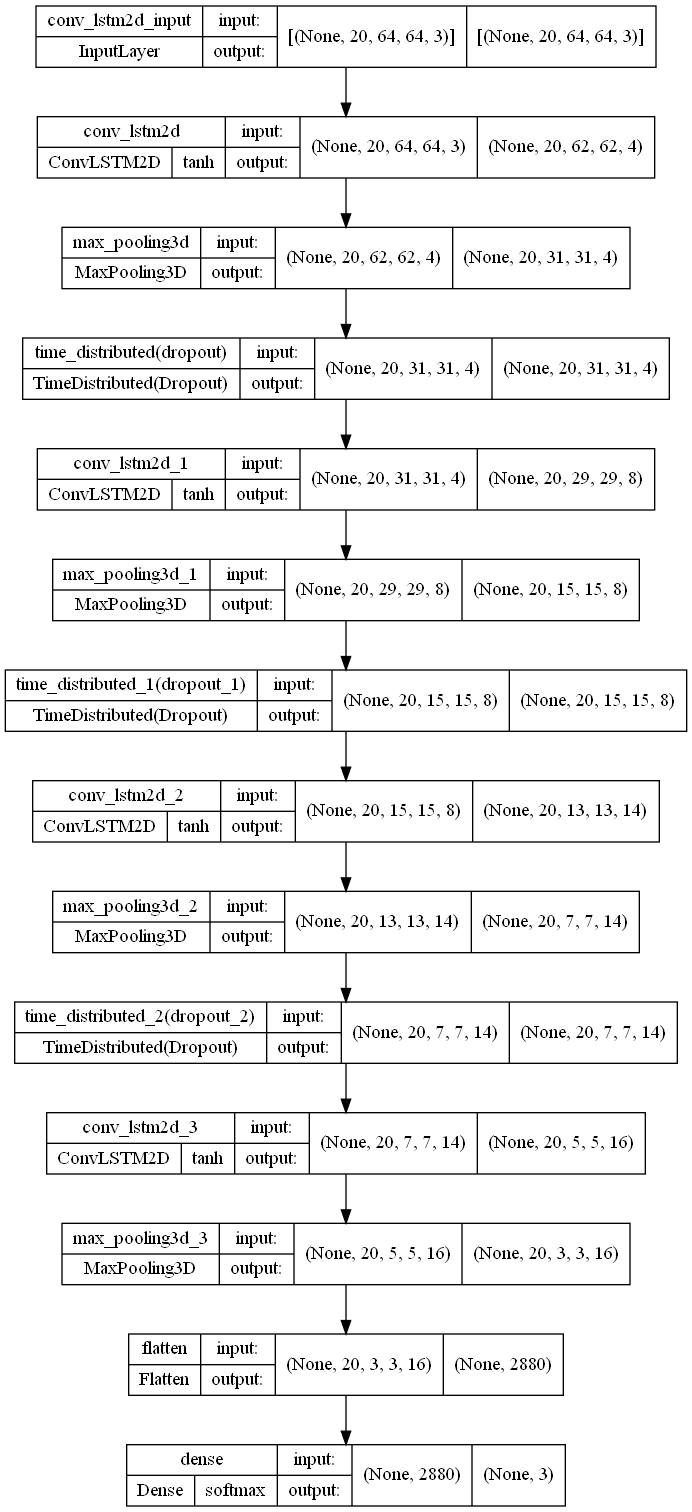 conv_lstm2d_input input: [(None, 20, 64, 64, 3)] [(None, 20, 64, 64, 3)]
InputLayer output:
conv_lstm2d input: (None, 20, 64, 64, 3) (None, 20, 62, 62, 4)
ConvLSTM2D tanh output:
max_pooling3d input: (None, 20, 62, 62, 4) (None, 20, 31, 31, 4)
MaxPooling3D output:
time_distributed(dropout) input: (None, 20, 31, 31, 4) (None, 20, 31, 31, 4)
TimeDistributed(Dropout) output:
conv_lstm2d_1 input: (None, 20, 31, 31, 4) (None, 20, 29, 29, 8)
ConvLSTM2D tanh output:
max_pooling3d_1 input: (None, 20, 29, 29, 8) (None, 20, 15, 15, 8)
MaxPooling3D output:
time_distributed_1(dropout_1) input: (None, 20, 15, 15, 8) (None, 20, 15, 15, 8)
TimeDistributed(Dropout) output:
conv_lstm2d_2 input: (None, 20, 15, 15, 8) (None, 20, 13, 13, 14)
ConvLSTM2D tanh output:
max_pooling3d_2 input: (None, 20, 13, 13, 14) (None, 20, 7, 7, 14)
MaxPooling3D output:
time_distributed_2(dropout_2) input: (None, 20, 7, 7, 14) (None, 20, 7, 7, 14)
TimeDistributed(Dropout) output:
conv_lstm2d_3 input: (None, 20, 7, 7, 14) (None, 20, 5, 5, 16)
ConvLSTM2D tanh output:
max_pooling3d_3 input: (None, 20, 5, 5, 16) (None, 20, 3, 3, 16)
MaxPooling3D output:
flatten input: (None, 20, 3, 3, 16) (None, 2880)
Flatten output:
dense input: (None, 2880) (None, 3)
Dense softmax output: